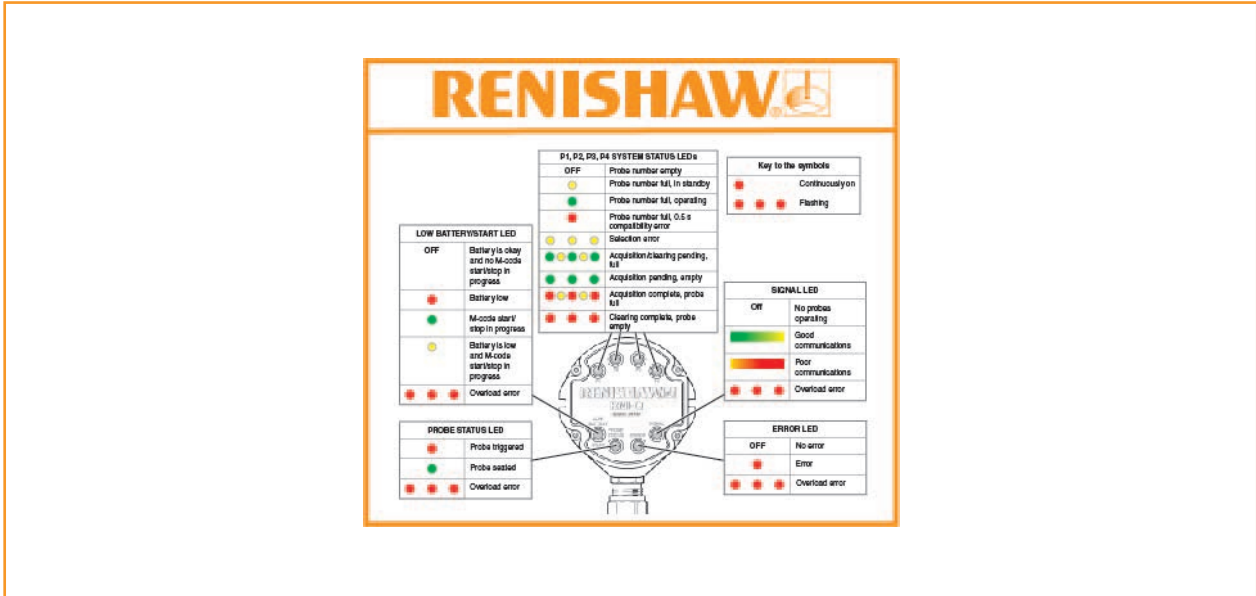 RENISHAW
P1, P2, P3, P4 SYSTEM STATUS LEDs
OFF Probe number empty
Probe number full, in standby
Probe number full, operating
Probe number full, 0.5 s
compatibility error
Selection error
Acquisition/clearing pending,
full
Acquisition pending, empty
Acquisition complete, probe
full
Clearing complete, probe
empty
Key to the symbols
Continuously on
Flashing
LOW BATTERY/START LED
OFF Battery is okay
and no M-code
start/stop in
progress
Battery low
M-code start/
stop in progress
Battery is low
and M-code
start/stop in
progress
Overload error
SIGNAL LED
Off No probes
operating
Good
communications
Poor
communications
Overload error
RENISHAW
RMI-Q
PROBE STATUS LED
Probe triggered
Probe seated
Overload error
ERROR LED
OFF No error
Error
Overload error